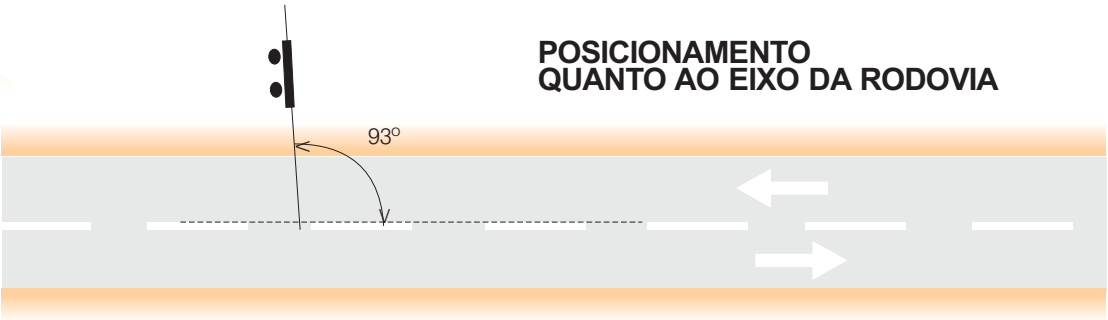 POSICIONAMENTO
QUANTO AO EIXO DA RODOVIA
93º